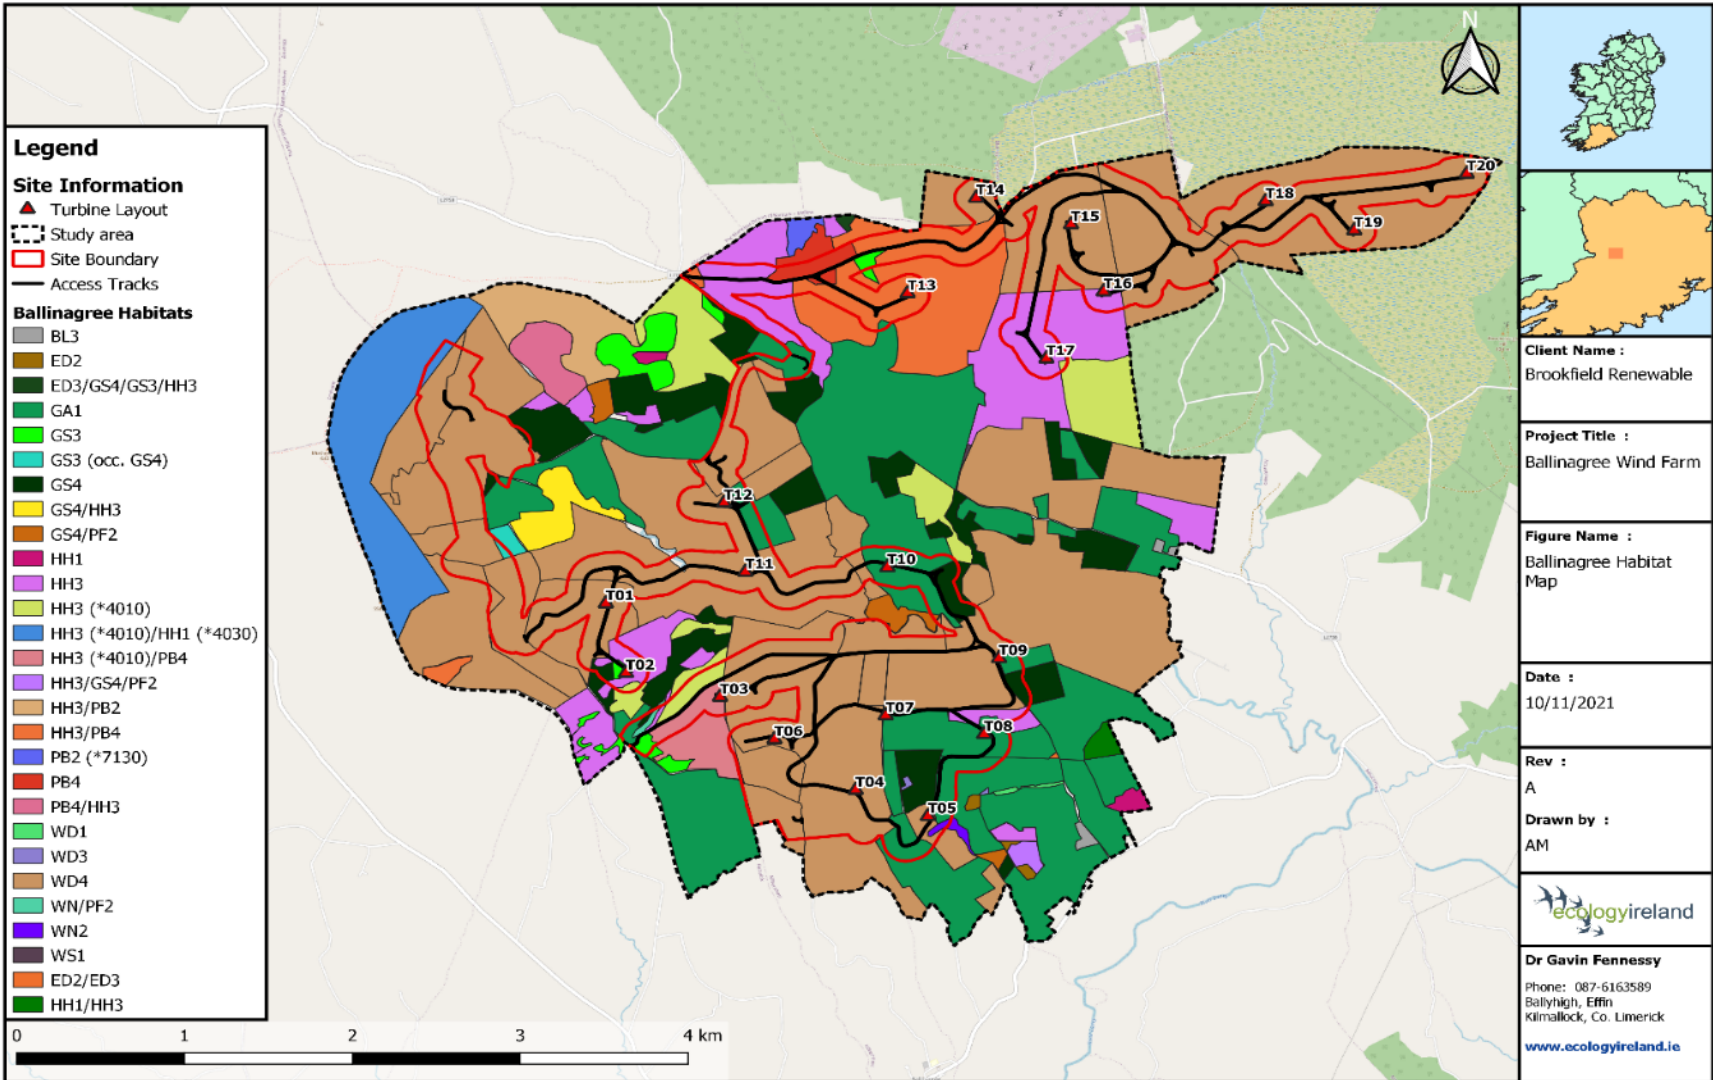 N
Legend
Site Information
Turbine Layout
Study area
Site Boundary
Access Tracks
Ballinagree Habitats
BL3
ED2
ED3/GS4/GS3/HH3
GA1
GS3
GS3 (occ. GS4)
GS4
GS4/HH3
GS4/PF2
HH1
HH3
HH3 (*4010)
HH3 (*4010)/HH1 (*4030)
HH3 (*4010)/PB4
HH3/GS4/PF2
HH3/PB2
HH3/PB4
PB2 (*7130)
PB4
PB4/HH3
WD1
WD3
WD4
WN/PF2
WN2
WS1
ED2/ED3
HH1/HH3
0 1 2 3 4 km
T20
T14
T18
T15
T19
T13
T16
T17
T12
T10
T11
T01
T09
T02
T03
T07
T08
T06
T04
T05
Client Name :
Brookfield Renewable
Project Title :
Ballinagree Wind Farm
Figure Name :
Ballinagree Habitat
Map
Date :
10/11/2021
Rev :
A
Drawn by :
AM
ecologyireland
Dr Gavin Fennessy
Phone: 087-6163589
Ballyhigh, Effin
Kilmallock, Co. Limerick
www.ecologyireland.ie